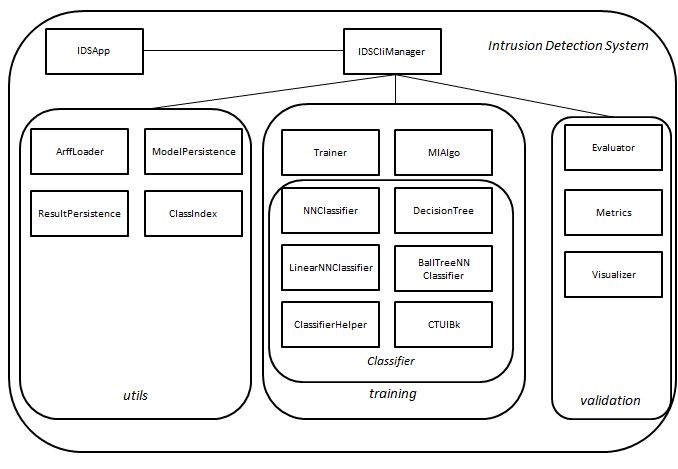 IDSApp
IDSCliManager
Intrusion Detection System
ArffLoader
ModelPersistence
ResultPersistence
ClassIndex
utils
Trainer
MlAlgo
NNClassifier
DecisionTree
LinearNNClassifier
BallTreeNN
Classifier
ClassifierHelper
CTUIBk
Classifier
training
Evaluator
Metrics
Visualizer
validation